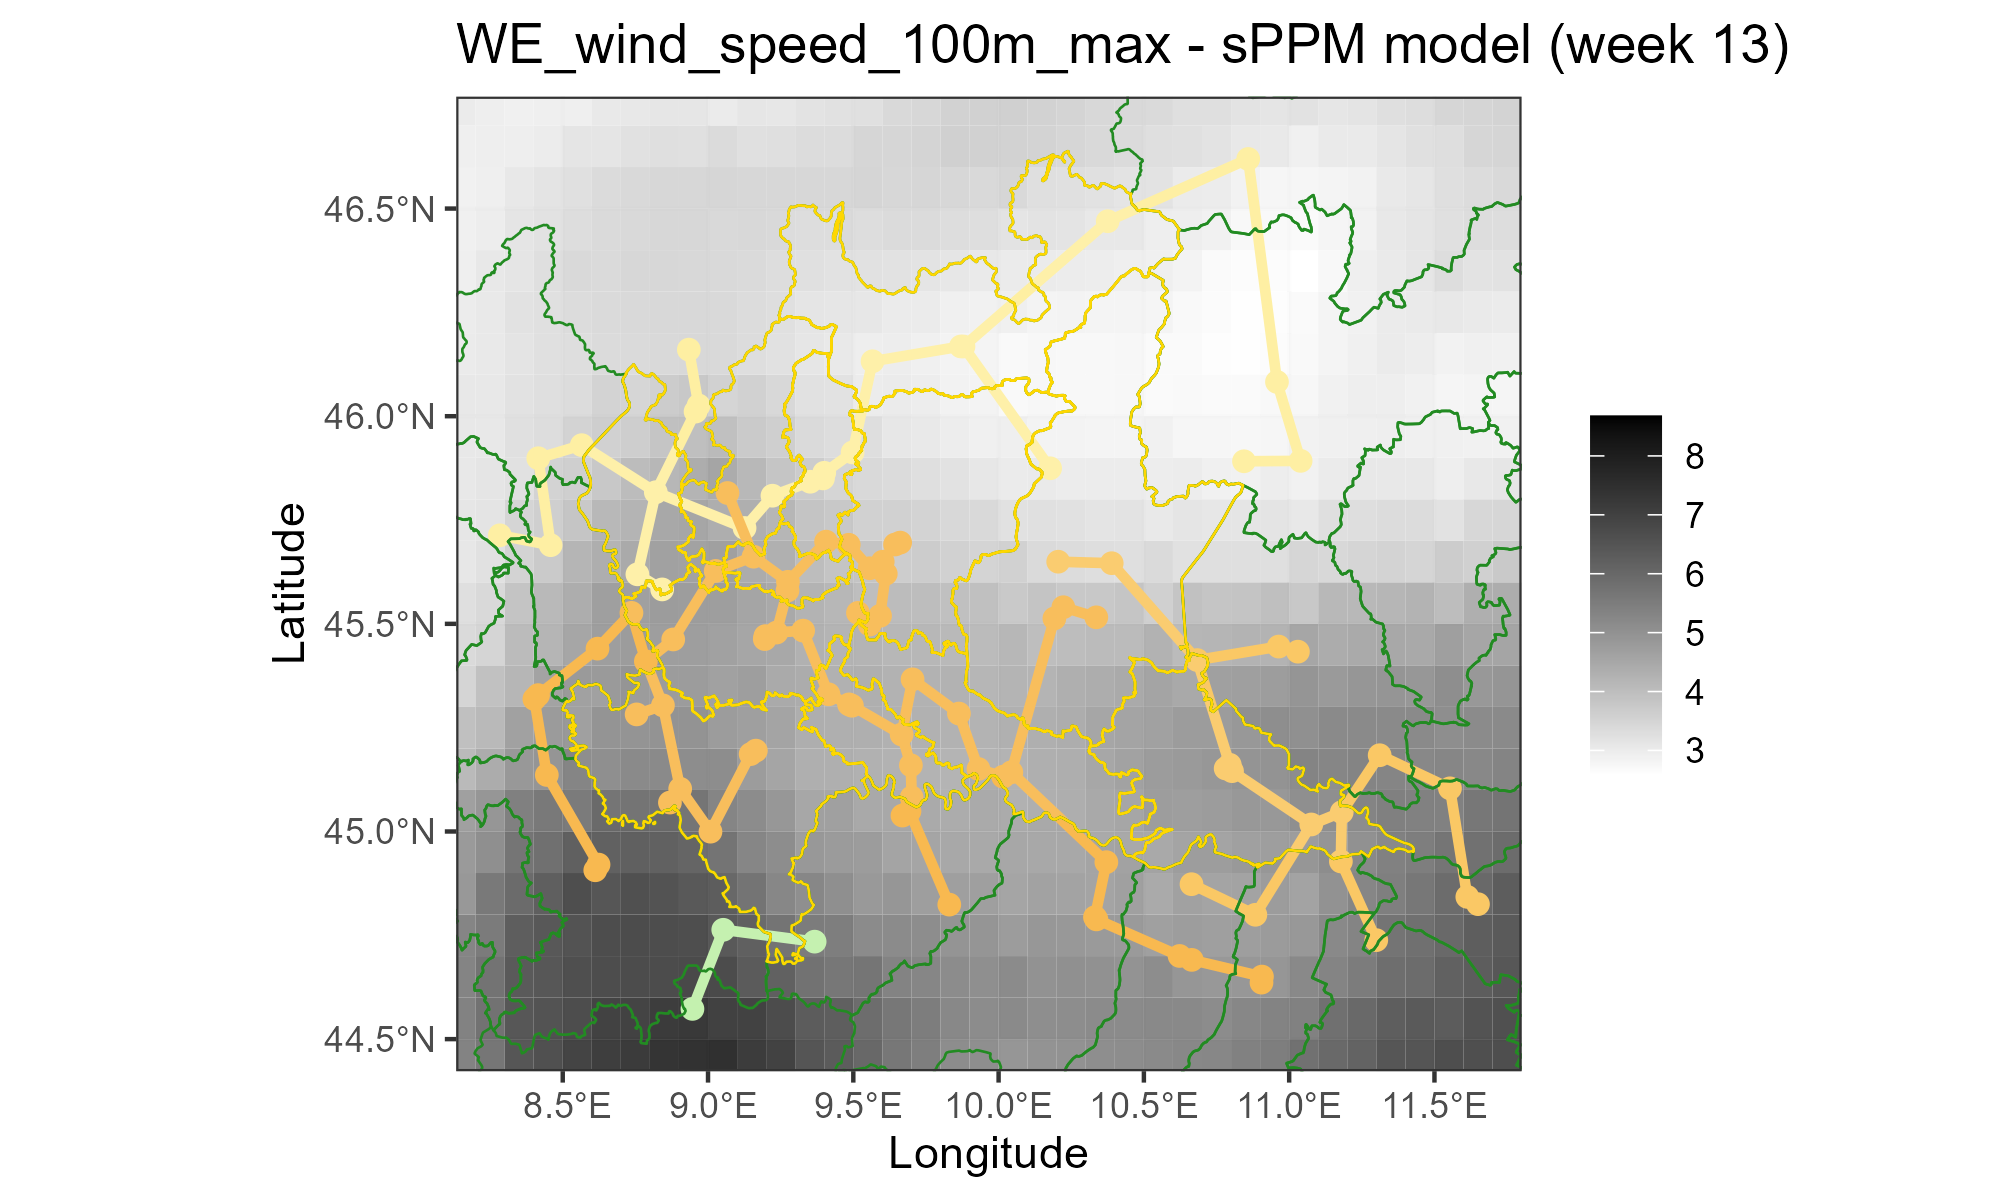 WE_wind_speed_100m_max - sPPM model (week 13)
Latitude
46.5°N
46.0°N
45.5°N
45.0°N
44.5°N
8.5°E 9.0°E 9.5°E 10.0°E 10.5°E 11.0°E 11.5°E
Longitude
8
7
6
5
4
3